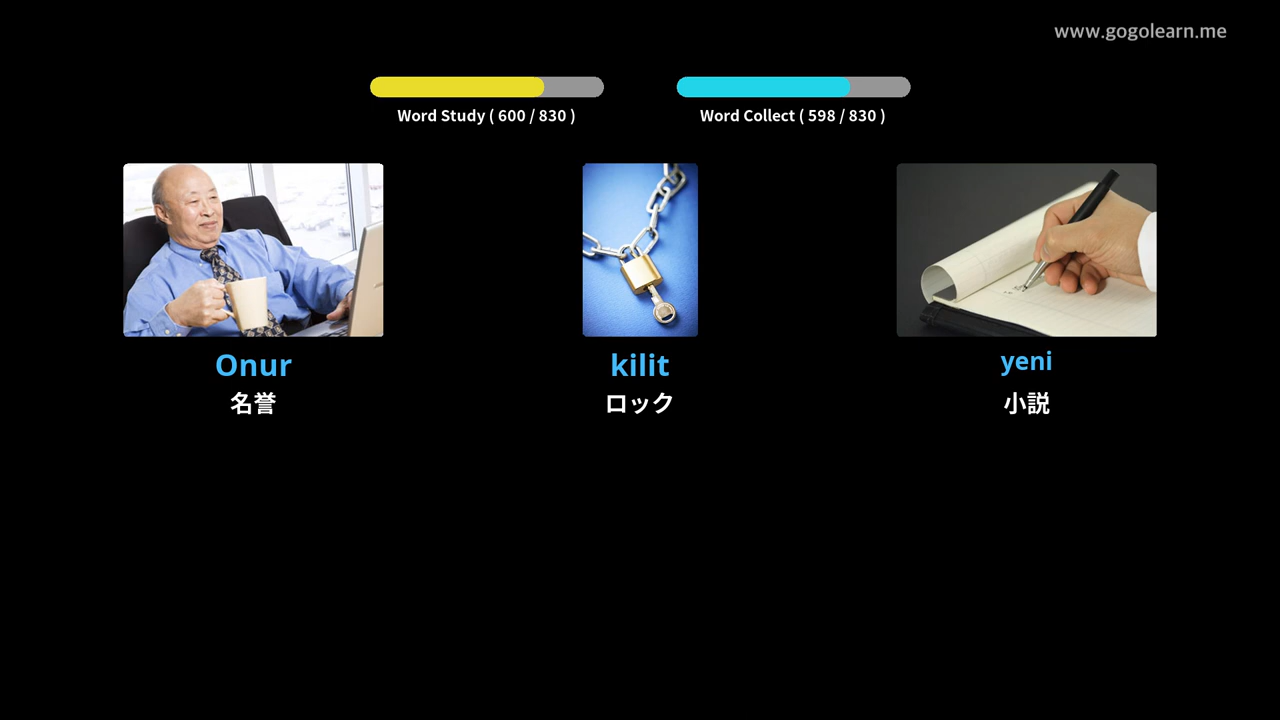 www.gogolearn.me
Word Study ( 600 / 830 )
Word Collect ( 598 / 830 )
Onur
名誉
kilit
ロック
yeni
小説